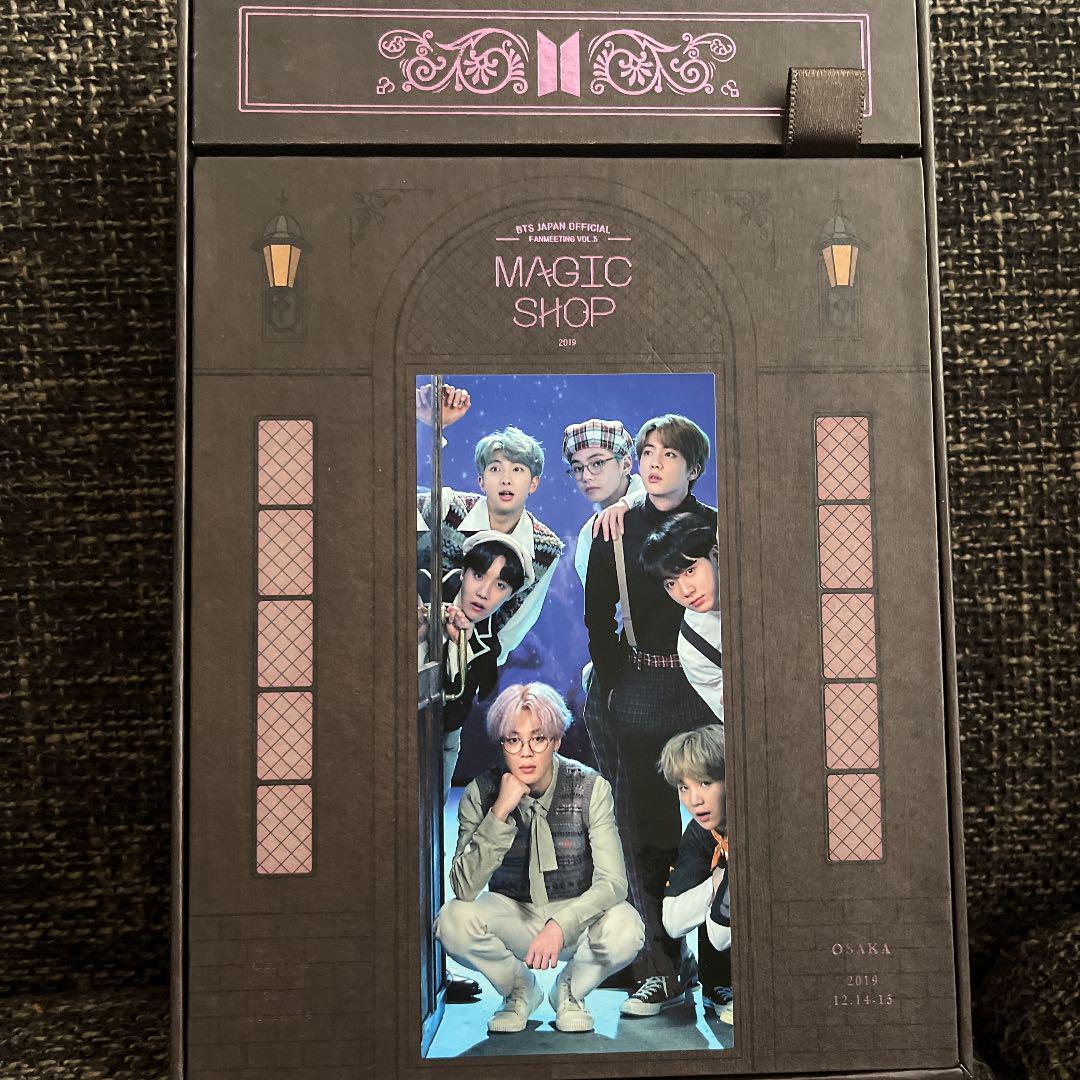 BTS JAPAN OFFICIAL
FANMEETING VOL.5
MAGIC
SHOP
2019
OSAKA
2019
12.14-15